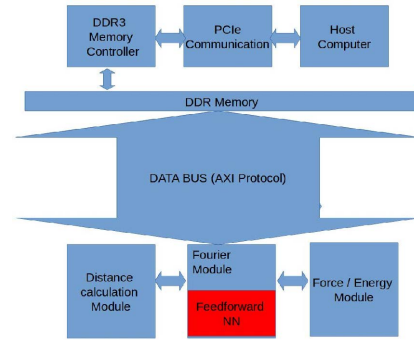 DDR3
Memory
Controller
PCIe
Communication
Host
Computer
DDR Memory
DATA BUS (AXI Protocol)
Distance
calculation
Module
Fourier
Module
Feedforward
NN
Force / Energy
Module